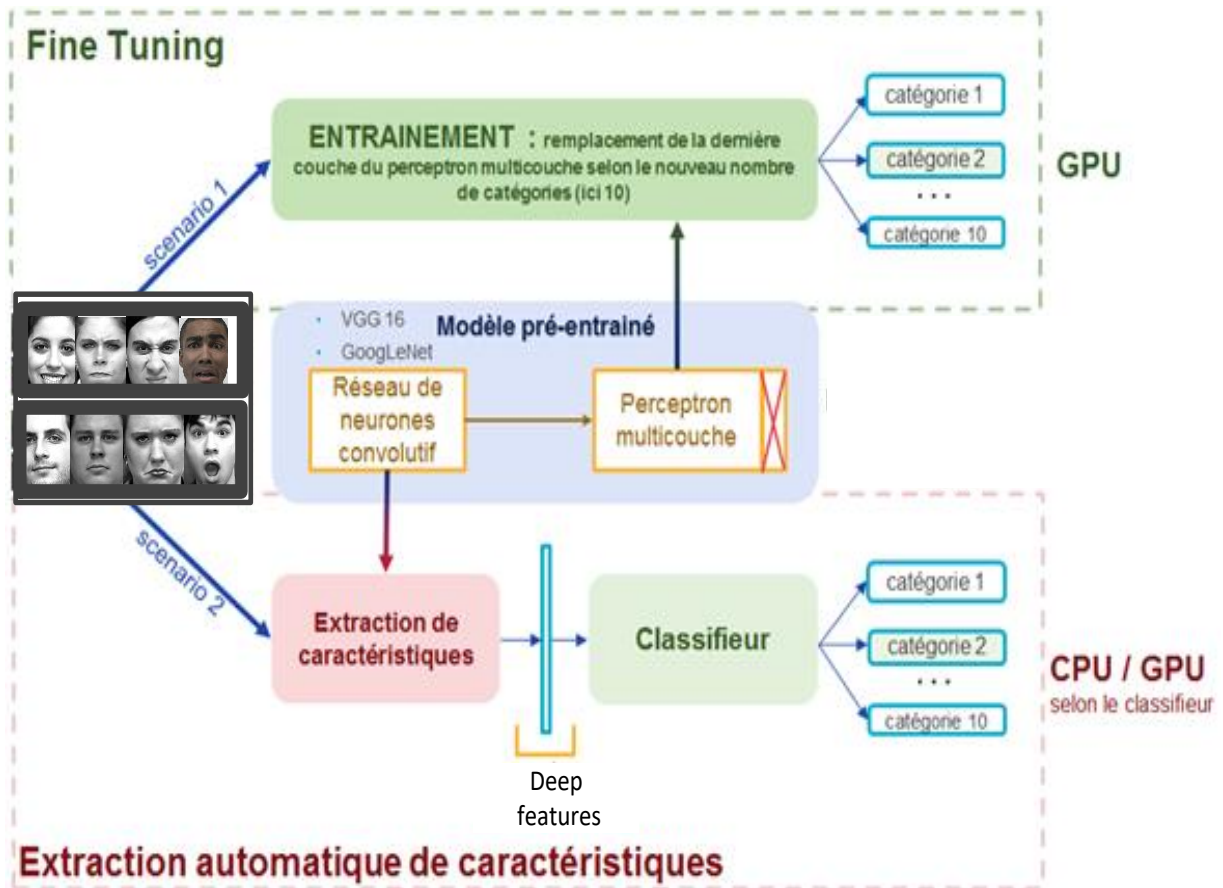 Fine Tuning
ENTRAINEMENT : remplacement de la dernière
couche du perceptron multicouche selon le nouveau nombre
de catégories (ici 10)
catégorie 1
catégorie 2
...
catégorie 10
GPU
scenario 1
VGG 16
GoogLeNet
Modèle pré-entrainé
Réseau de
neurones
convolutif
Perceptron
multicouche
scenario 2
Extraction de
caractéristiques
Classifieur
catégorie 1
catégorie 2
...
catégorie 10
CPU / GPU
selon le classifieur
Deep
features
Extraction automatique de caractéristiques